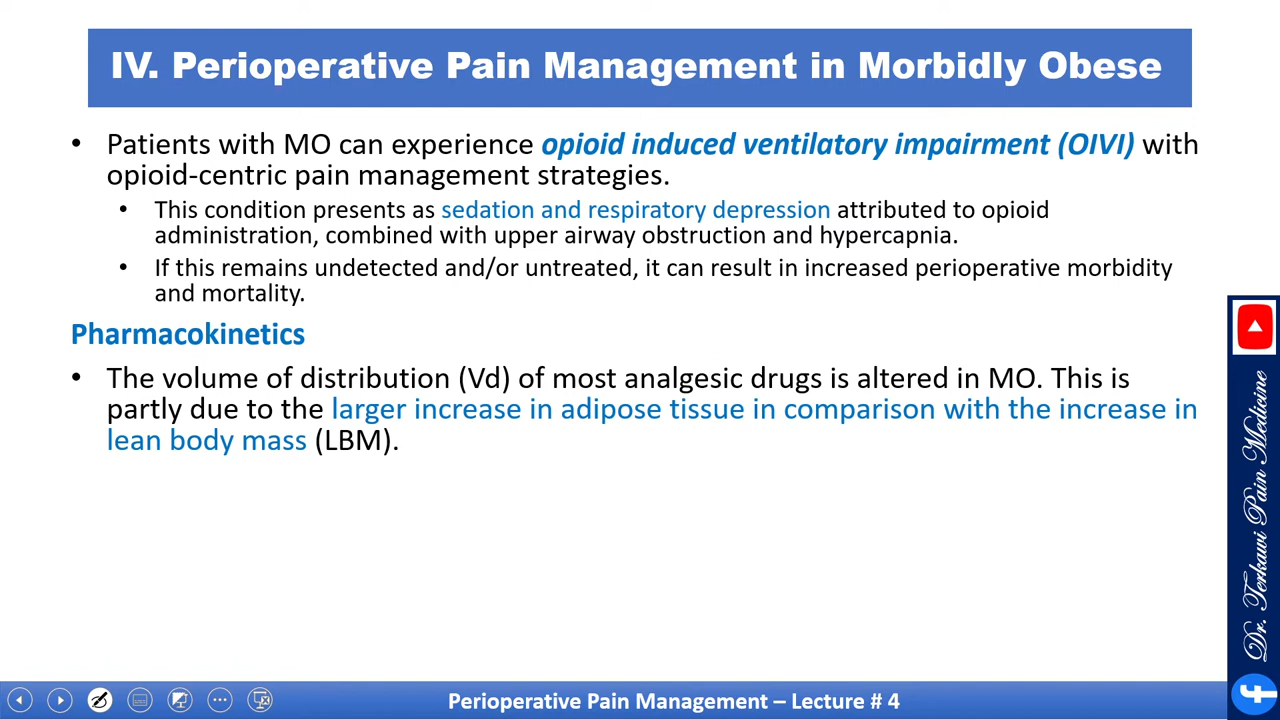 IV. Perioperative Pain Management in Morbidly Obese
• Patients with MO can experience opioid induced ventilatory impairment (OIVI) with
opioid-centric pain management strategies.
• This condition presents as sedation and respiratory depression attributed to opioid
administration, combined with upper airway obstruction and hypercapnia.
• If this remains undetected and/or untreated, it can result in increased perioperative morbidity
and mortality.
Pharmacokinetics
• The volume of distribution (Vd) of most analgesic drugs is altered in MO. This is
partly due to the larger increase in adipose tissue in comparison with the increase in
lean body mass (LBM).
Dr. Terkawi Pain Medicine
Perioperative Pain Management – Lecture # 4